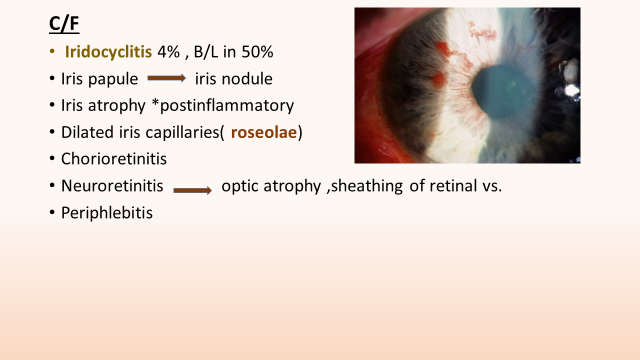 C/F
• Iridocyclitis 4% , B/L in 50%
• Iris papule iris nodule
• Iris atrophy *postinflammatory
• Dilated iris capillaries( roseolae)
• Chorioretinitis
• Neuroretinitis optic atrophy ,sheathing of retinal vs.
• Periphlebitis